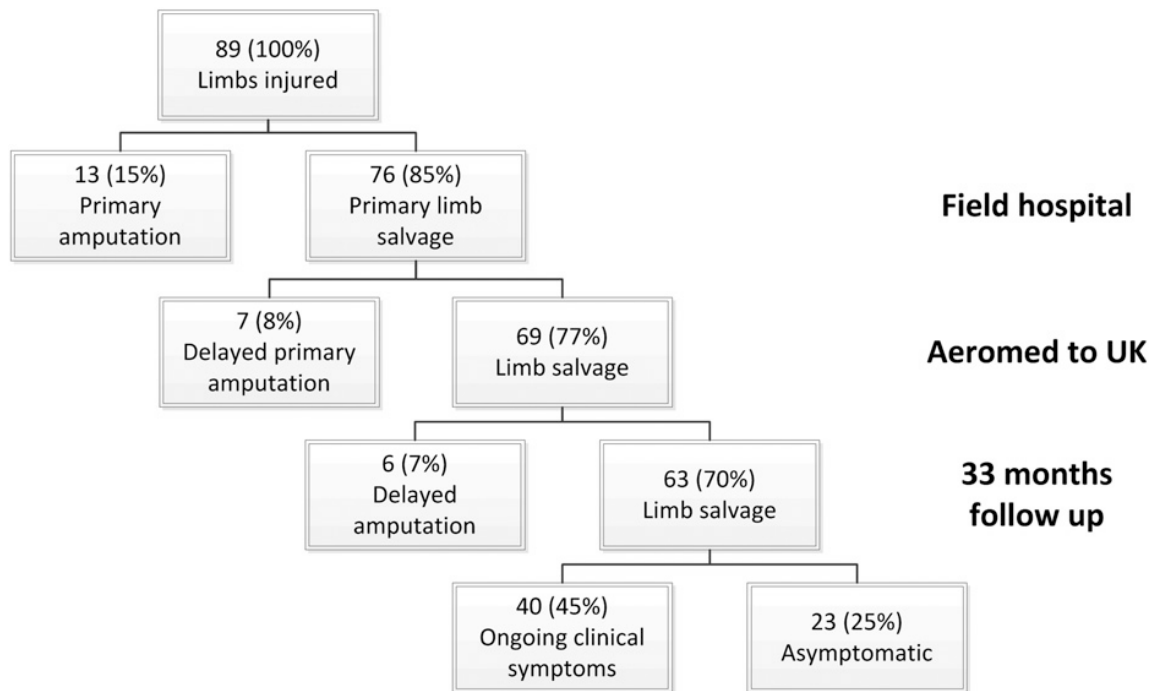 89 (100%)
Limbs injured
13 (15%)
Primary
amputation
76 (85%)
Primary limb
salvage
Field hospital
7 (8%)
Delayed primary
amputation
69 (77%)
Limb salvage
Aeromed to UK
6 (7%)
Delayed
amputation
63 (70%)
Limb salvage
33 months
follow up
40 (45%)
Ongoing clinical
symptoms
23 (25%)
Asymptomatic